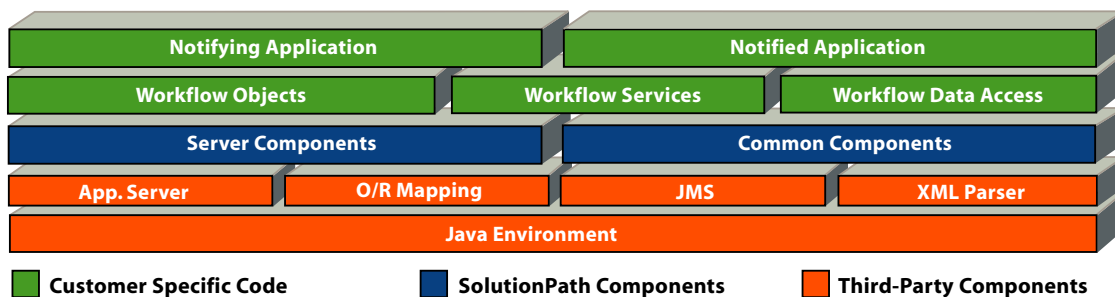 Notifying Application
Notified Application
Workflow Objects
Workflow Services
Workflow Data Access
Server Components
Common Components
App. Server
O/R Mapping
JMS
XML Parser
Java Environment
Customer Specific Code
SolutionPath Components
Third-Party Components